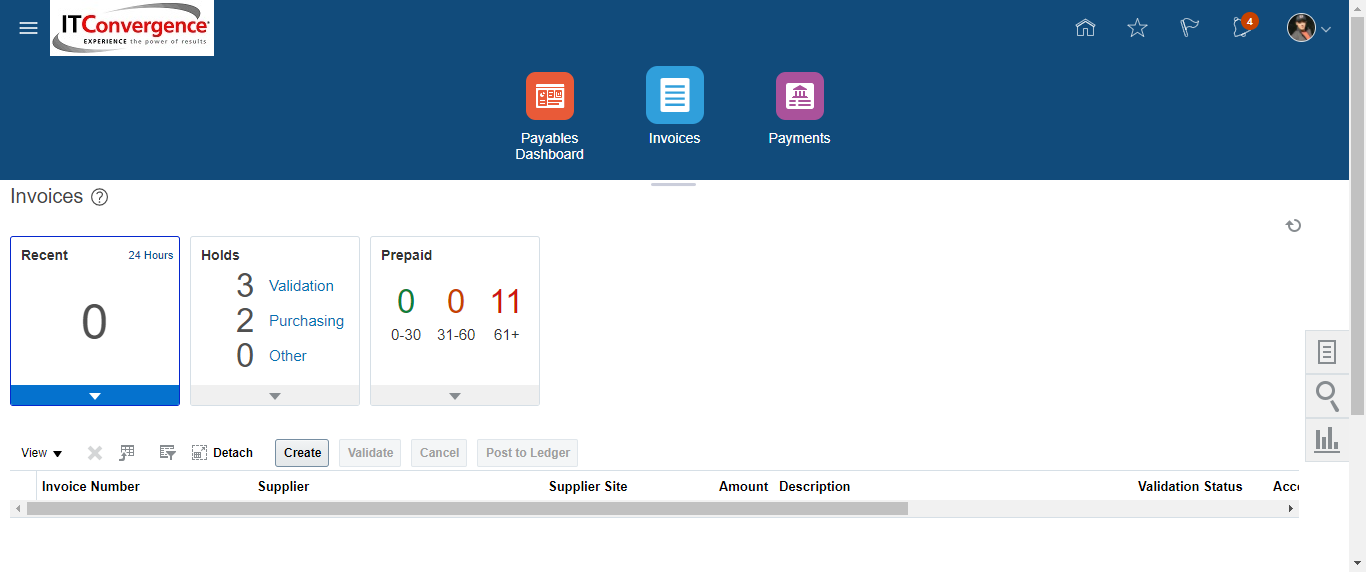 ITConvergence®
EXPERIENCE the power of results
4
Payables
Dashboard
Invoices
Payments
Invoices ?
Recent 24 Hours
0
Holds
3 Validation
2 Purchasing
0 Other
Prepaid
0 0 11
0-30 31-60 61+
View Detach Create Validate Cancel Post to Ledger
Invoice Number Supplier Supplier Site Amount Description Validation Status Acc